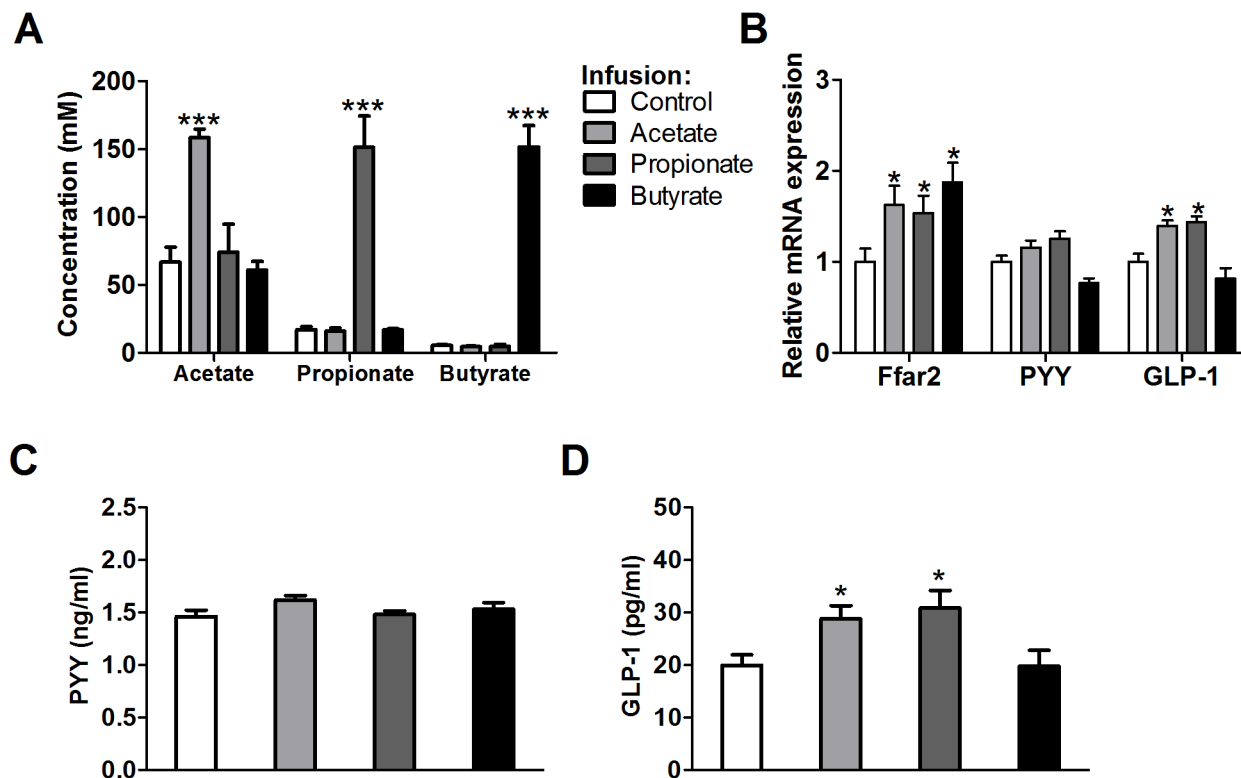 A
Concentration (mM)
200
150
100
50
0
***
***
***
Acetate
Propionate
Butyrate
Infusion:
Control
Acetate
Propionate
Butyrate
B
Relative mRNA expression
3
2
1
0
*
*
*
*
*
Ffar2
PYY
GLP-1
C
PYY (ng/ml)
2.5
2.0
1.5
1.0
0.5
0.0
D
GLP-1 (pg/ml)
50
40
30
20
10
0
*
*